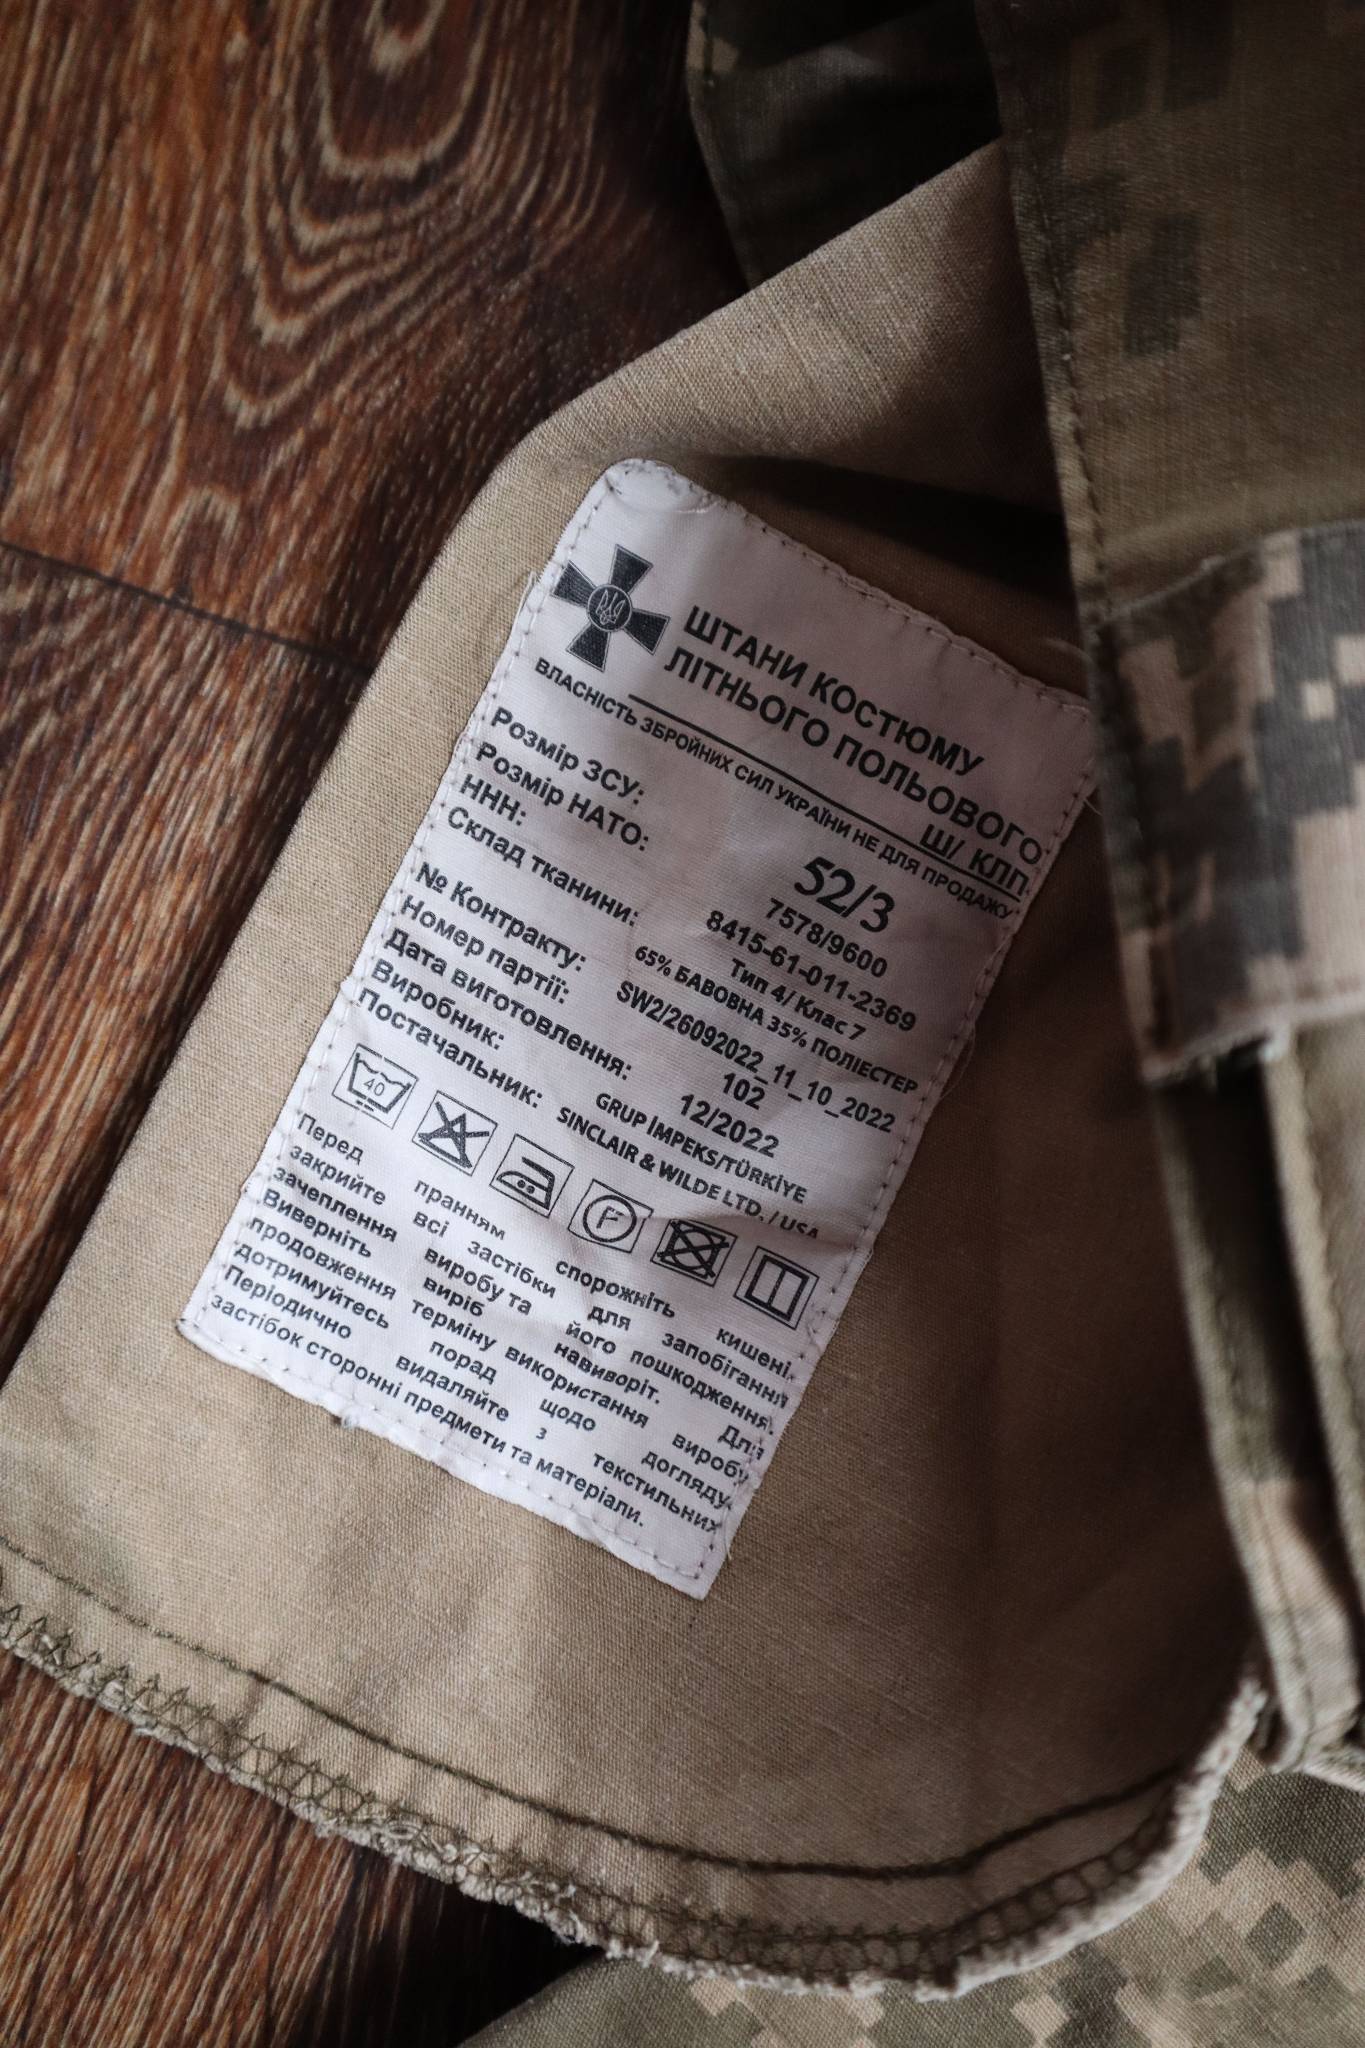 ШТАНИ КОСТЮМУ
ЛІТНЬОГО ПОЛЬОВОГО
Ш/ КЛП
ВЛАСНІСТЬ ЗБРОЙНИХ СИЛ УКРАЇНИ НЕ ДЛЯ ПРОДАЖУ
Розмір ЗСУ: 52/3
Розмір НАТО: 7578/9600
ННН: 8415-61-011-2369
Склад тканини: Тип 4/ Клас 7
65% БАВОВНА 35% ПОЛІЕСТЕР
№ Контракту: SW2/26092022_11_10_2022
Номер партії: 102
Дата виготовлення: 12/2022
Виробник: GRUP İMPEKS/TÜRKİYE
Постачальник: SINCLAIR & WILDE LTD. / USA
40
F
Перед пранням спорожніть кишені,
закрийте всі застібки для запобігання
зачеплення виробу та його пошкодження.
Виверніть виріб навиворіт. Для
продовження терміну використання виробу
дотримуйтесь порад щодо догляду.
Періодично видаляйте з текстильних
застібок сторонні предмети та матеріали.